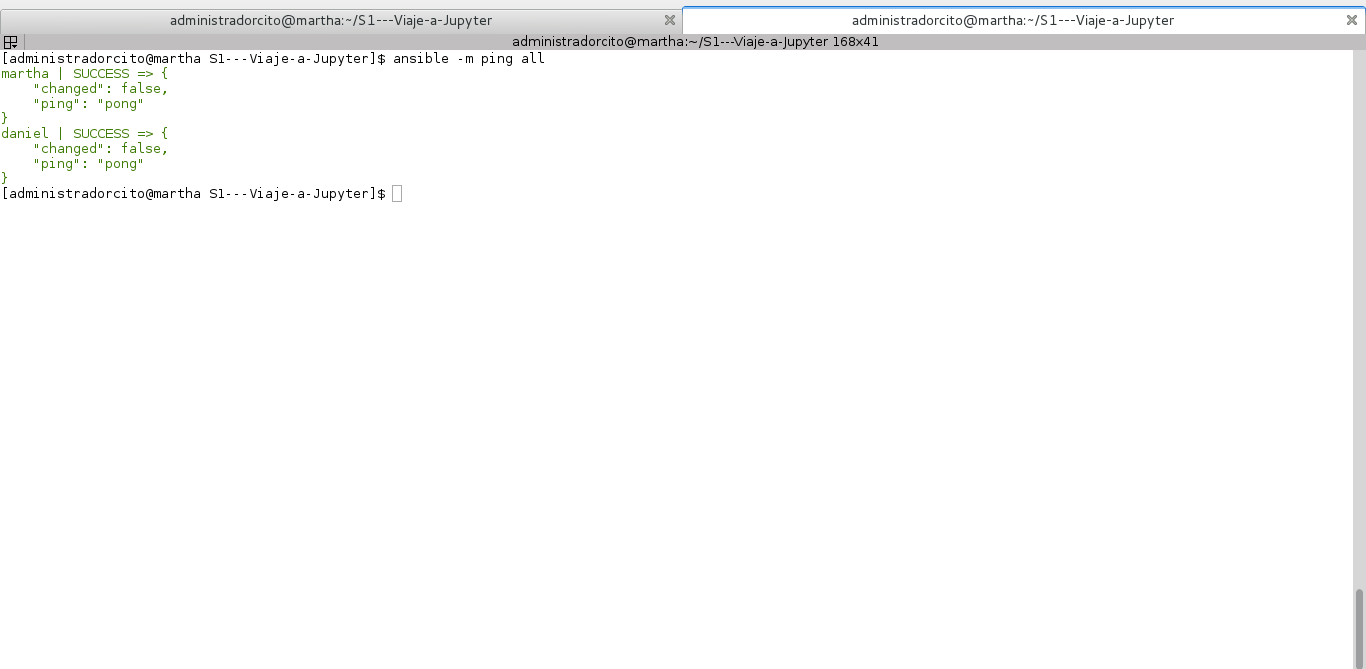 administradorcito@martha:~/S1---Viaje-a-Jupyter
administradorcito@martha:~/S1---Viaje-a-Jupyter
administradorcito@martha:~/S1---Viaje-a-Jupyter 168x41
[administradorcito@martha S1---Viaje-a-Jupyter]$ ansible -m ping all
martha | SUCCESS => {
    "changed": false,
    "ping": "pong"
}
daniel | SUCCESS => {
    "changed": false,
    "ping": "pong"
}
[administradorcito@martha S1---Viaje-a-Jupyter]$